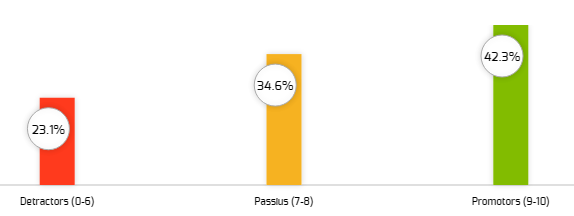 42.3%
34.6%
23.1%
Detractors (0-6) Passius (7-8) Promotors (9-10)